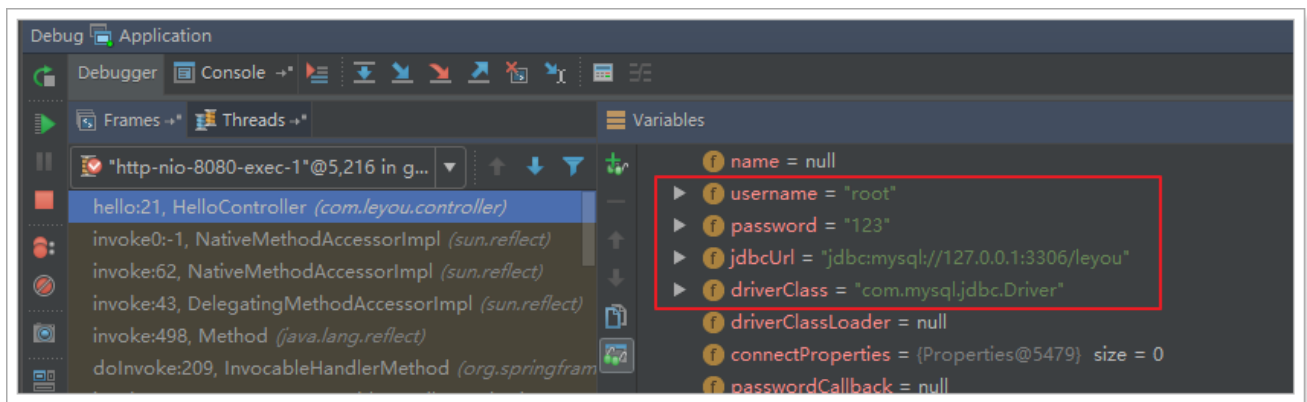 Debug Application
Debugger Console
Frames Threads
Variables
"http-nio-8080-exec-1"@5,216 in g...
hello:21, HelloController (com.leyou.controller)
invoke0:-1, NativeMethodAccessorImpl (sun.reflect)
invoke:62, NativeMethodAccessorImpl (sun.reflect)
invoke:43, DelegatingMethodAccessorImpl (sun.reflect)
invoke:498, Method (java.lang.reflect)
doInvoke:209, InvocableHandlerMethod (org.springfram
name = null
username = "root"
password = "123"
jdbcUrl = "jdbc:mysql://127.0.0.1:3306/leyou"
driverClass = "com.mysql.jdbc.Driver"
driverClassLoader = null
connectProperties = {Properties@5479} size = 0
passwordCallback = null